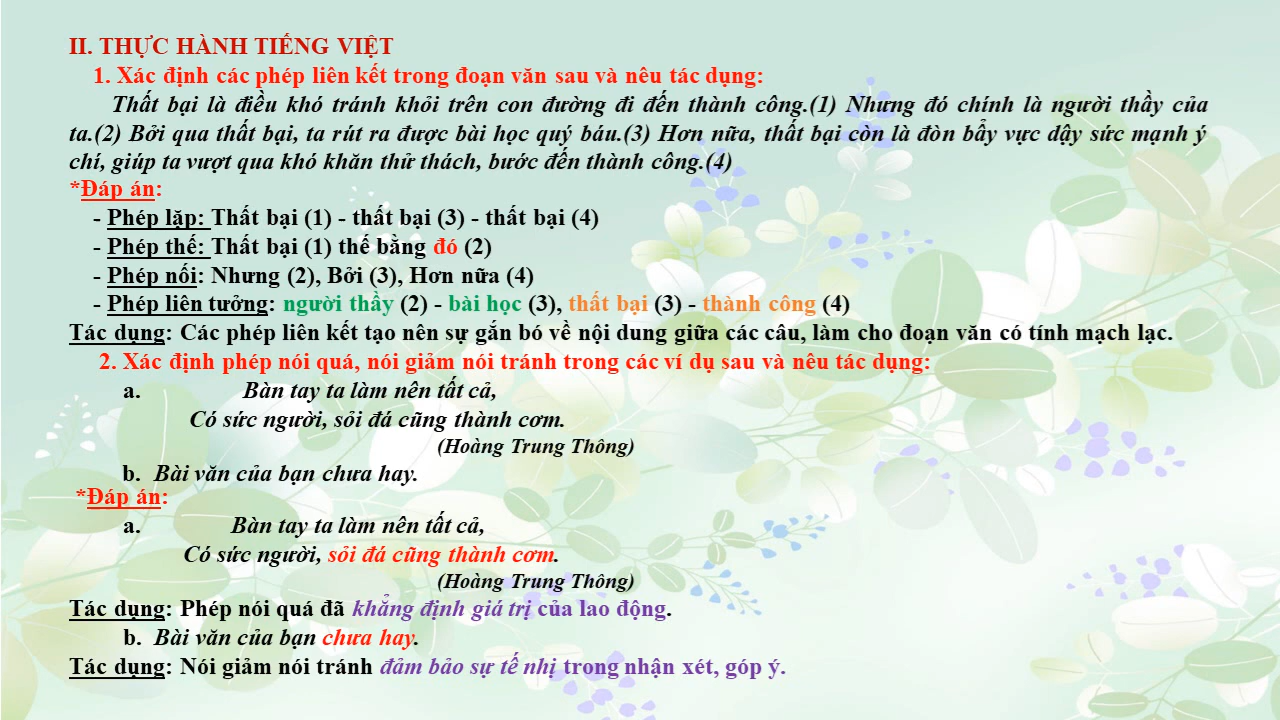 II. THỰC HÀNH TIẾNG VIỆT
1. Xác định các phép liên kết trong đoạn văn sau và nêu tác dụng:
Thất bại là điều khó tránh khỏi trên con đường đi đến thành công.(1) Nhưng đó chính là người thầy của
ta.(2) Bởi qua thất bại, ta rút ra được bài học quý báu.(3) Hơn nữa, thất bại còn là đòn bẩy vực dậy sức mạnh ý
chí, giúp ta vượt qua khó khăn thử thách, bước đến thành công.(4)
*Đáp án:
- Phép lặp: Thất bại (1) - thất bại (3) - thất bại (4)
- Phép thế: Thất bại (1) thế bằng đó (2)
- Phép nối: Nhưng (2), Bởi (3), Hơn nữa (4)
- Phép liên tưởng: người thầy (2) - bài học (3), thất bại (3) - thành công (4)
Tác dụng: Các phép liên kết tạo nên sự gắn bó về nội dung giữa các câu, làm cho đoạn văn có tính mạch lạc.
2. Xác định phép nói quá, nói giảm nói tránh trong các ví dụ sau và nêu tác dụng:
a. Bàn tay ta làm nên tất cả,
Có sức người, sỏi đá cũng thành cơm.
(Hoàng Trung Thông)
b. Bài văn của bạn chưa hay.
*Đáp án:
a. Bàn tay ta làm nên tất cả,
Có sức người, sỏi đá cũng thành cơm.
(Hoàng Trung Thông)
Tác dụng: Phép nói quá đã khẳng định giá trị của lao động.
b. Bài văn của bạn chưa hay.
Tác dụng: Nói giảm nói tránh đảm bảo sự tế nhị trong nhận xét, góp ý.